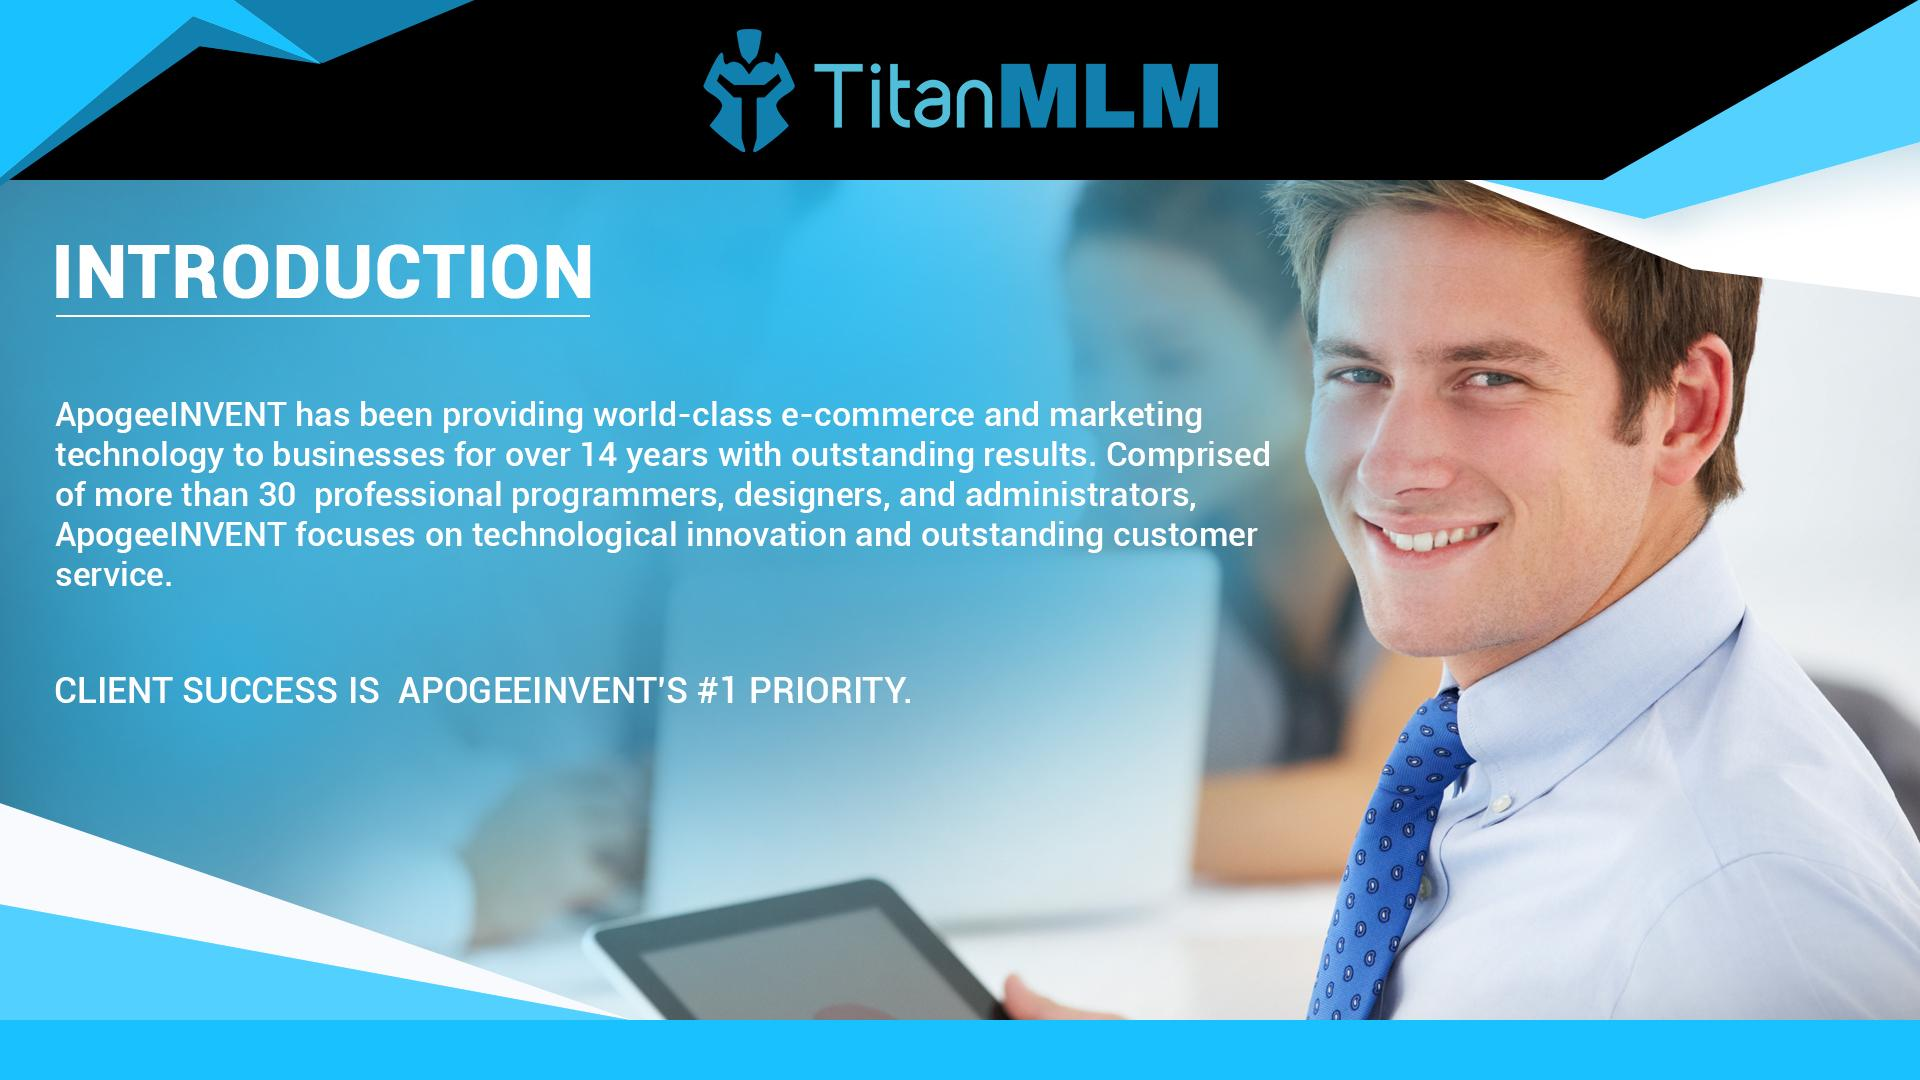 TitanMLM
INTRODUCTION
ApogeeINVENT has been providing world-class e-commerce and marketing
technology to businesses for over 14 years with outstanding results. Comprised
of more than 30  professional programmers, designers, and administrators,
ApogeeINVENT focuses on technological innovation and outstanding customer
service.
CLIENT SUCCESS IS  APOGEEINVENT'S #1 PRIORITY.